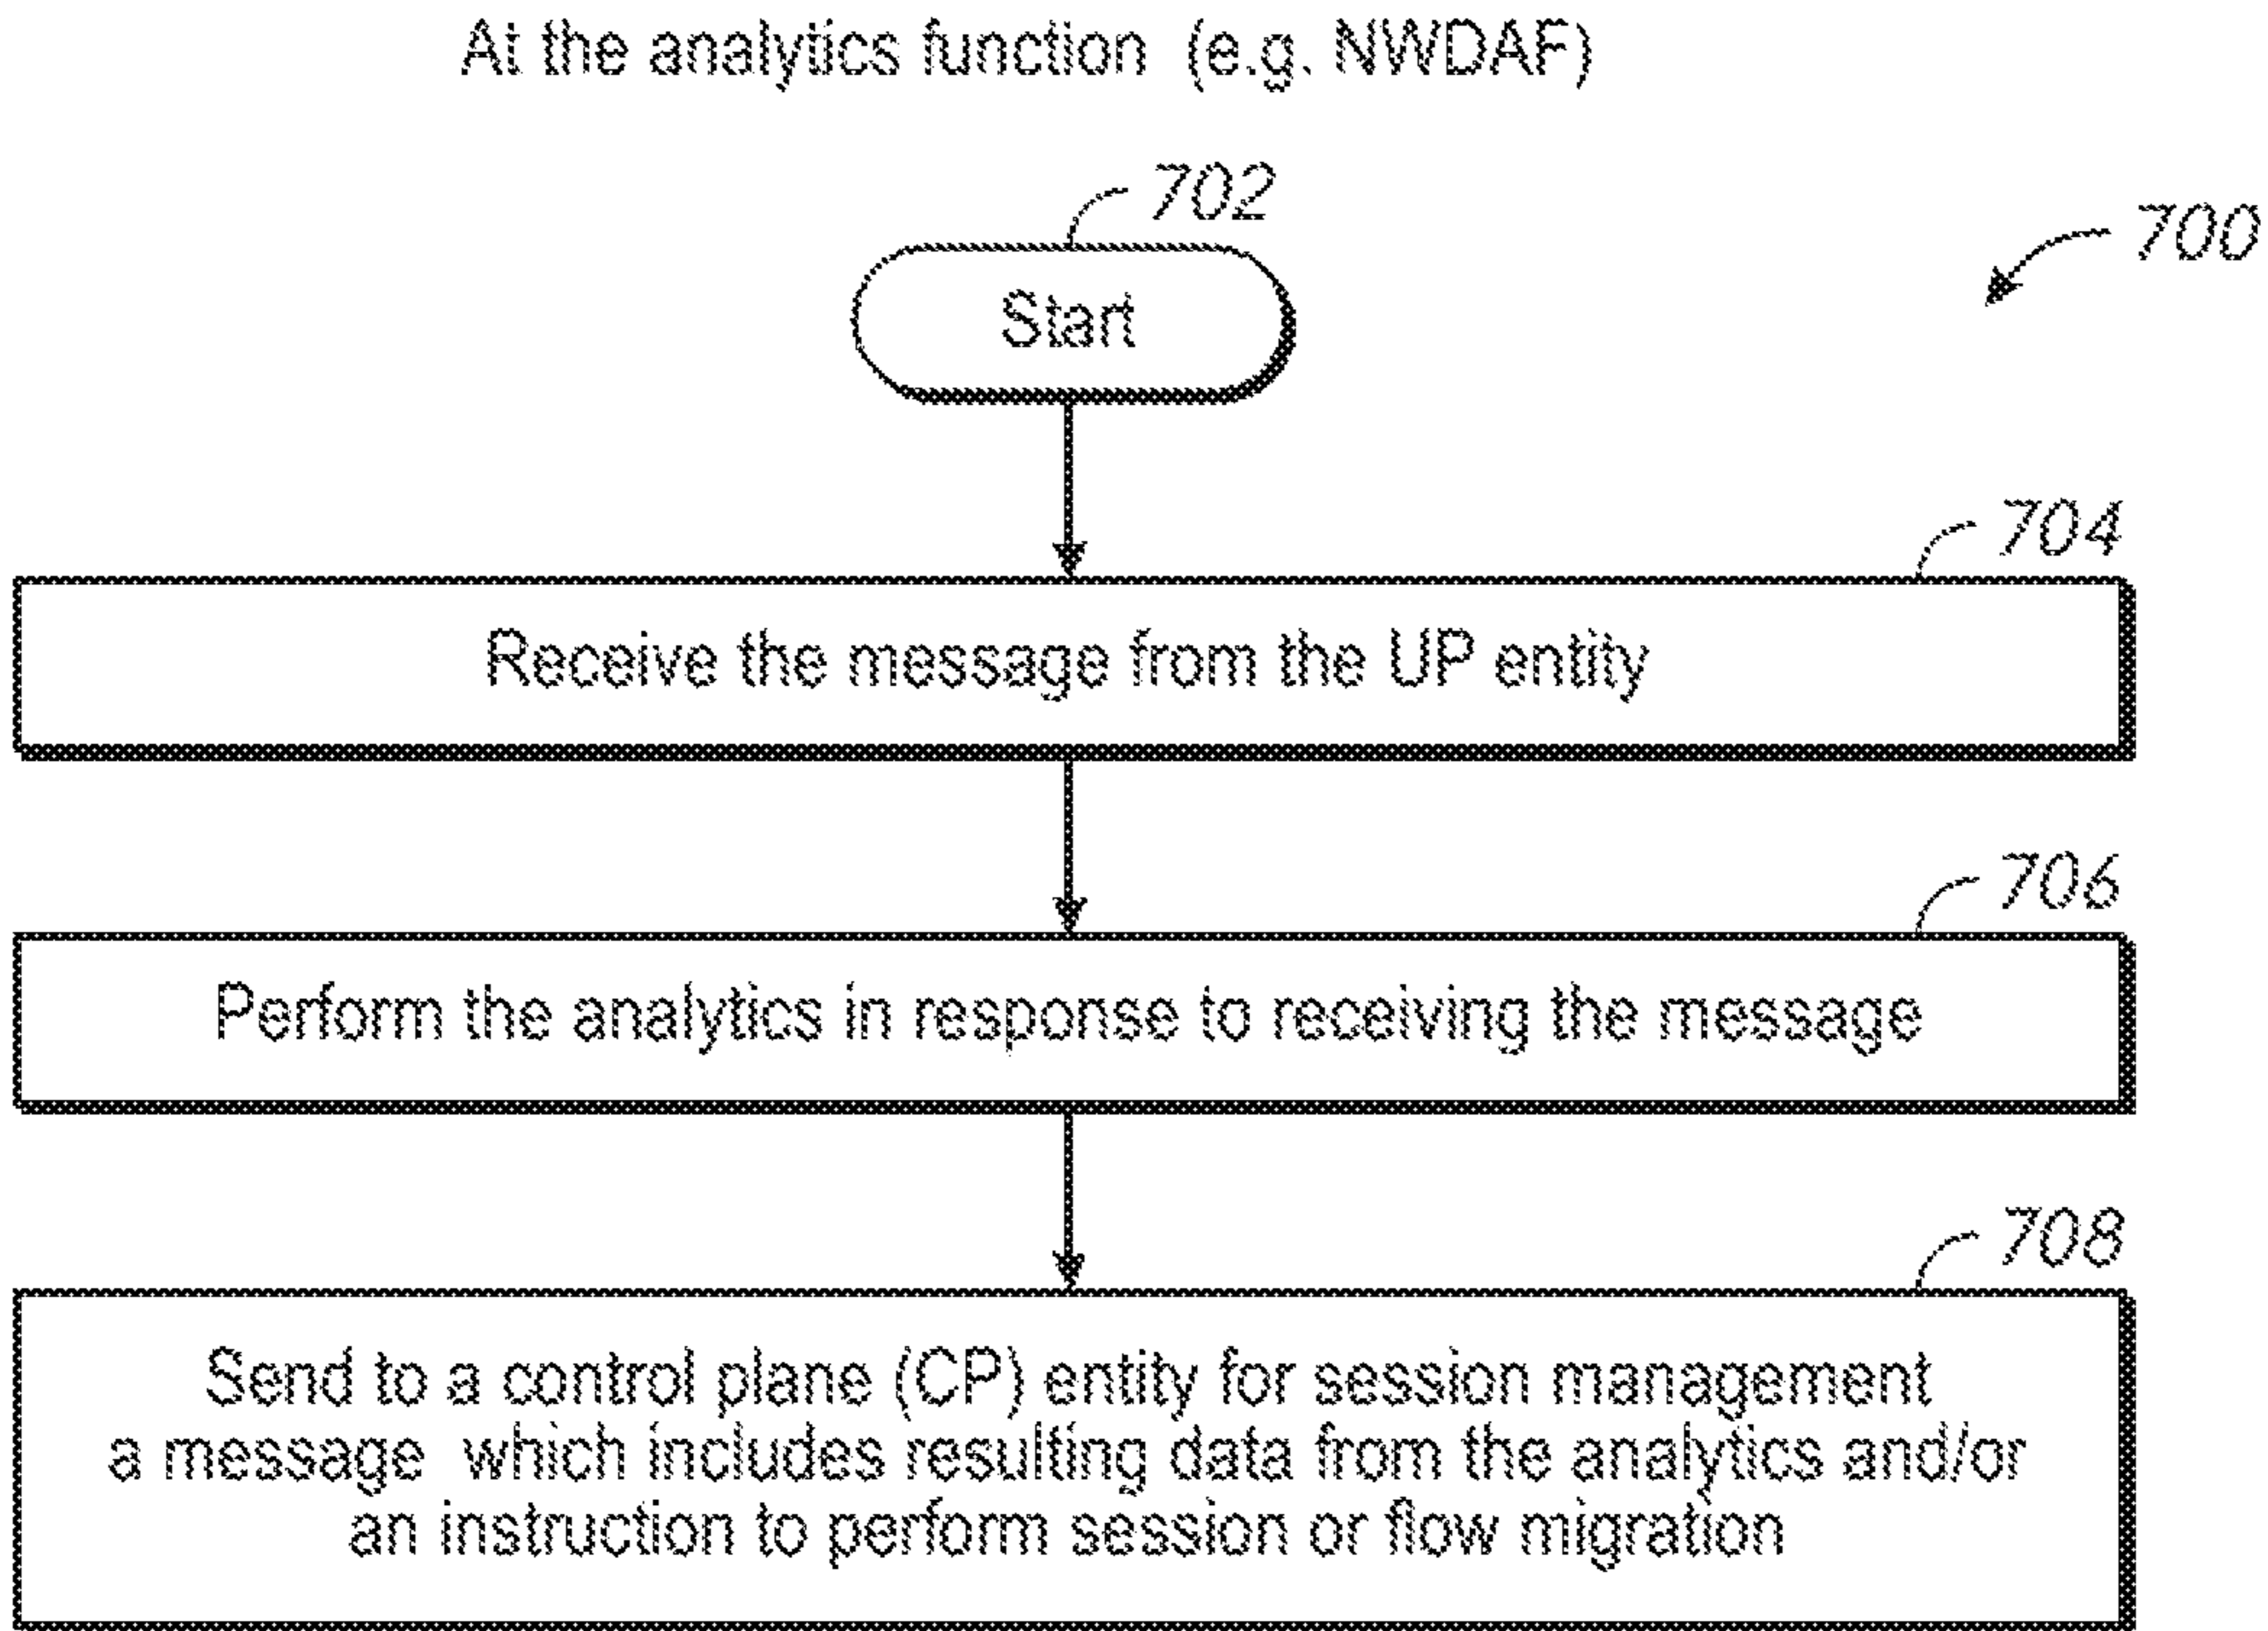 At the analytics function (e.g. NWDAF)
702
700
Start
704
Receive the message from the UP entity
706
Perform the analytics in response to receiving the message
708
Send to a control plane (CP) entity for session management
a message which includes resulting data from the analytics and/or
an instruction to perform session or flow migration